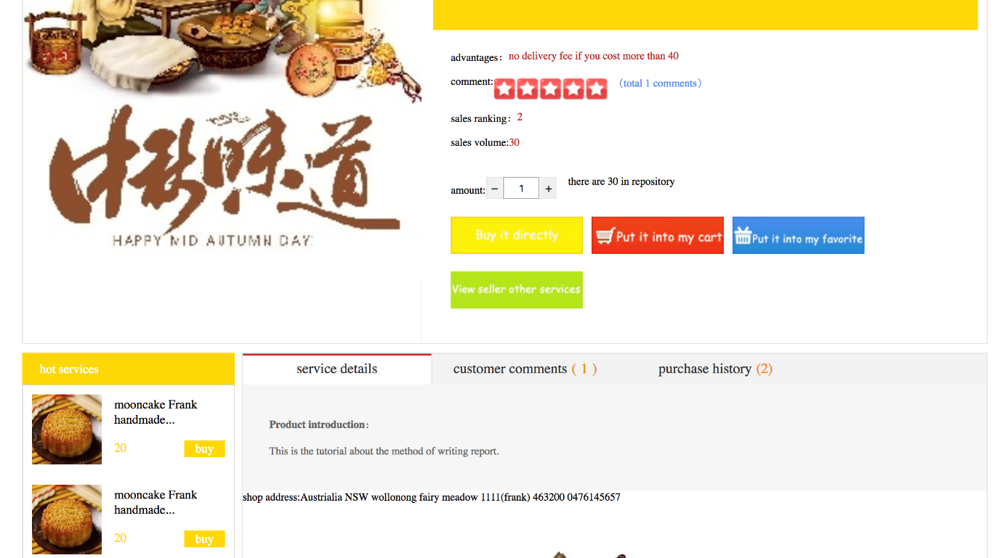 中秋味道
HAPPY MID AUTUMN DAY
advantages： no delivery fee if you cost more than 40
comment: （total 1 comments）
sales ranking： 2
sales volume:30
amount: − 1 + there are 30 in repository
Buy it directly
Put it into my cart
Put it into my favorite
View seller other services
hot services
mooncake Frank
handmade...
20 buy
mooncake Frank
handmade...
20 buy
service details customer comments ( 1 ) purchase history (2)
Product introduction：
This is the tutorial about the method of writing report.
shop address:Austrialia NSW wollonong fairy meadow 1111(frank) 463200 0476145657